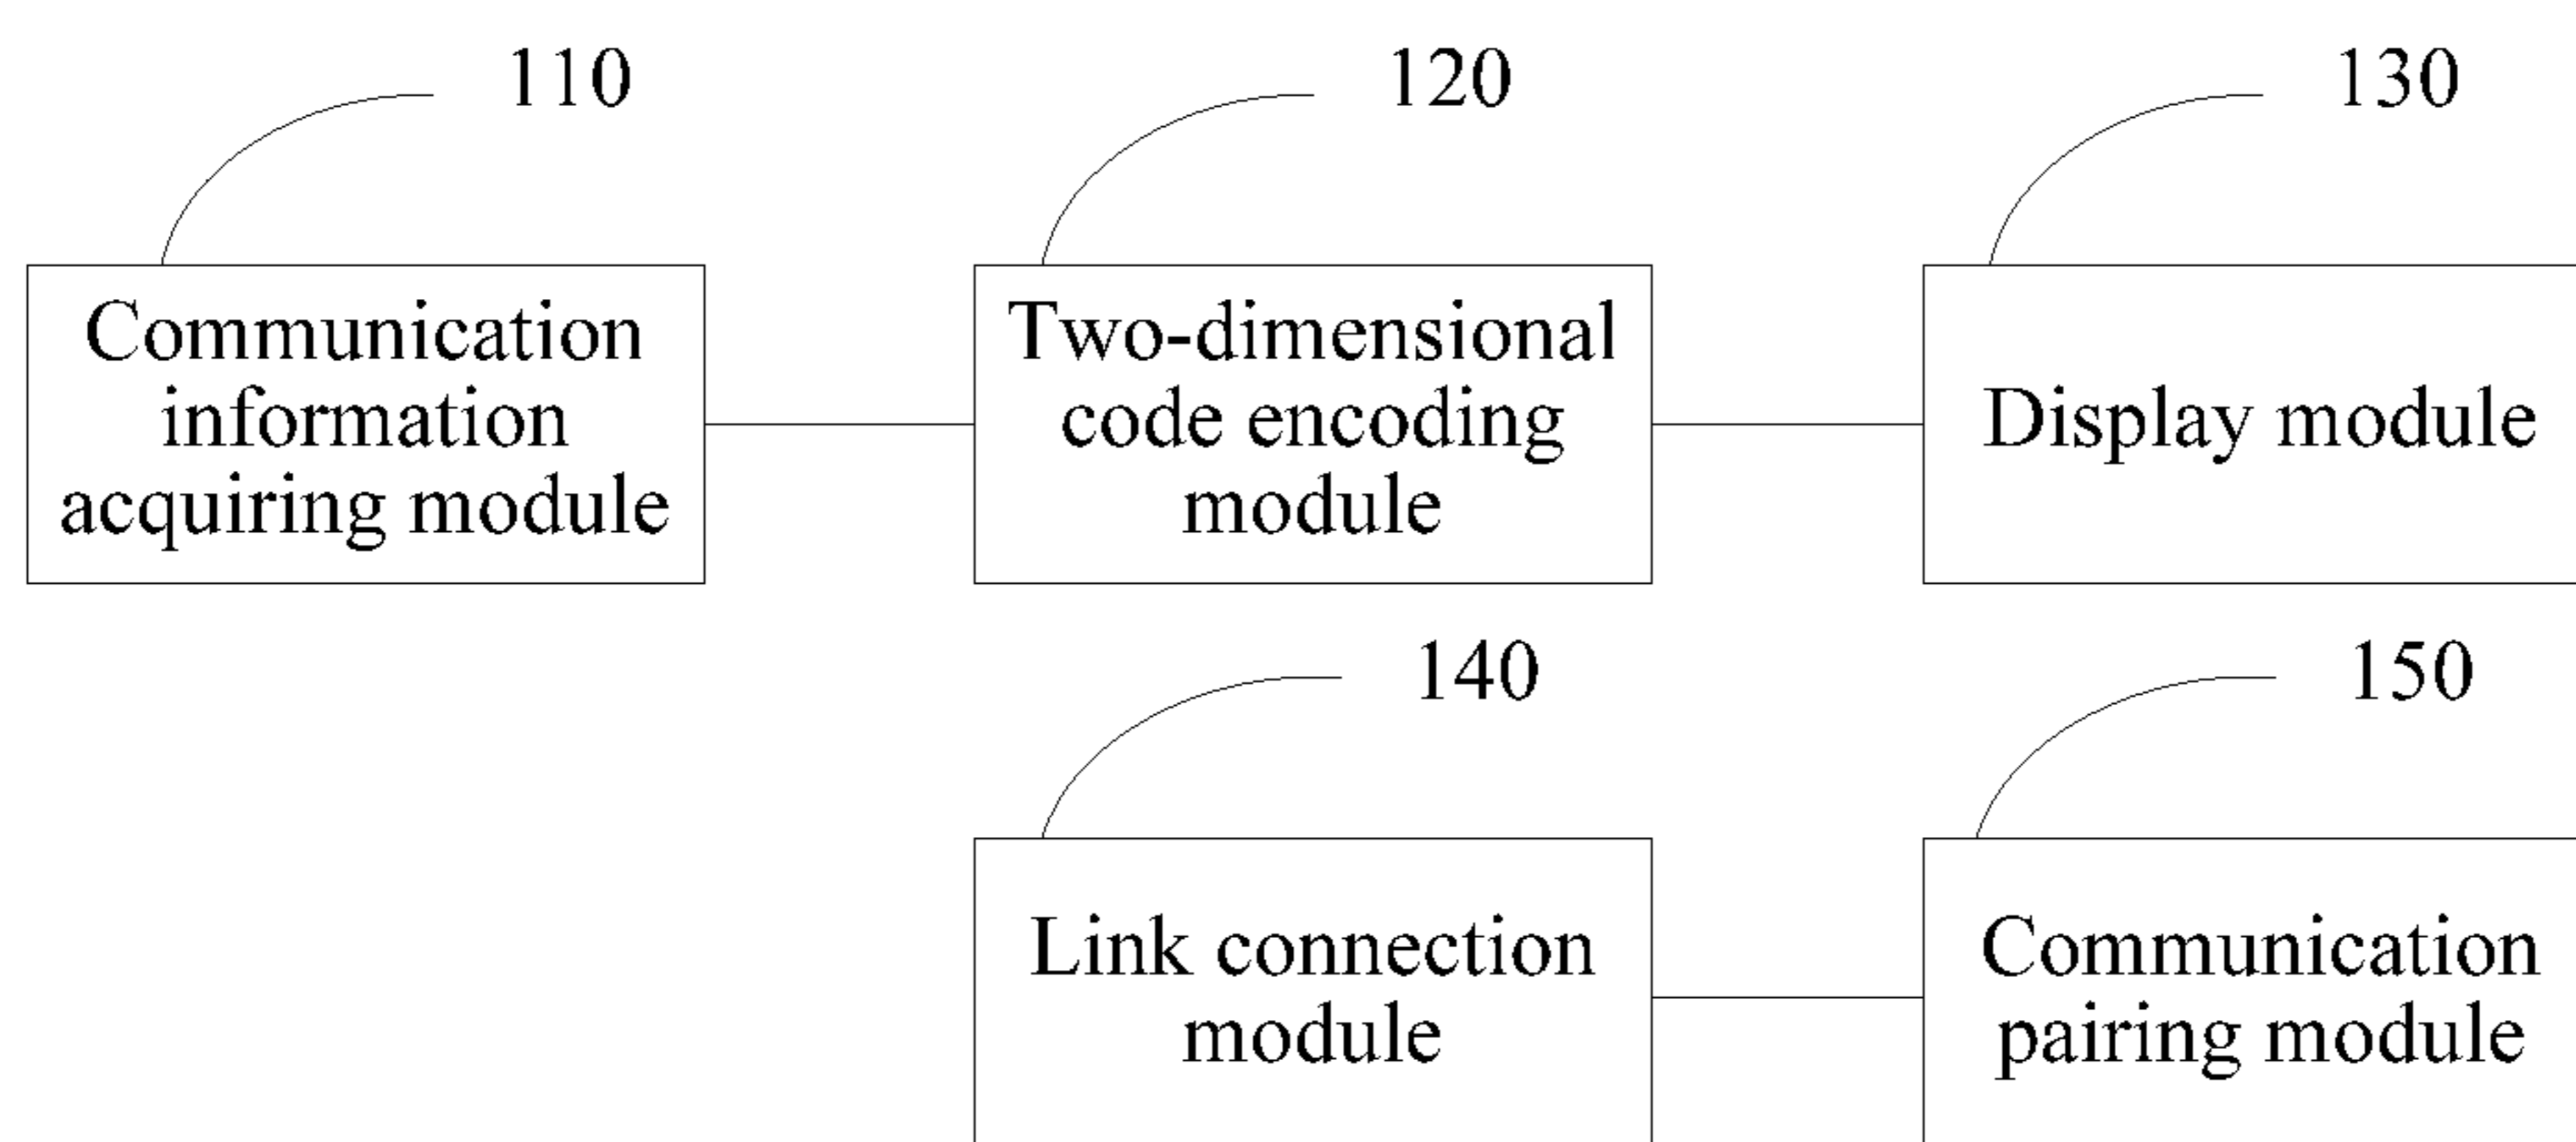 110
120
130
Communication
information
acquiring module
Two-dimensional
code encoding
module
Display module
140
150
Link connection
module
Communication
pairing module